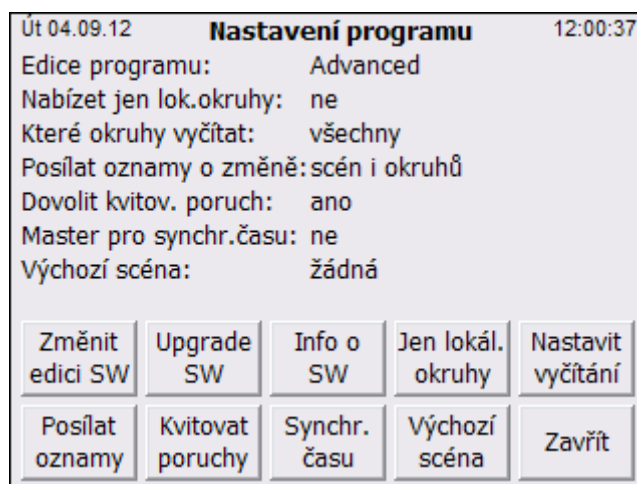 Út 04.09.12 Nastavení programu 12:00:37
Edice programu: Advanced
Nabízet jen lok.okruhy: ne
Které okruhy vyčítat: všechny
Posílat oznamy o změně: scén i okruhů
Dovolit kvitov. poruch: ano
Master pro synchr.času: ne
Výchozí scéna: žádná
Změnit edici SW
Upgrade SW
Info o SW
Jen lokál. okruhy
Nastavit vyčítání
Posílat oznamy
Kvitovat poruchy
Synchr. času
Výchozí scéna
Zavřít